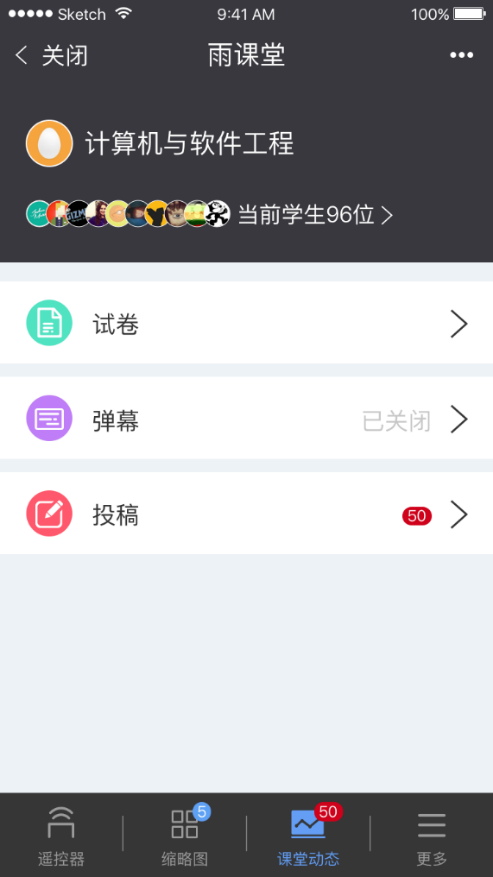 Sketch 9:41 AM 100%
关闭 雨课堂
计算机与软件工程
当前学生96位
试卷
弹幕 已关闭
投稿 50
5 50
遥控器 缩略图 课堂动态 更多